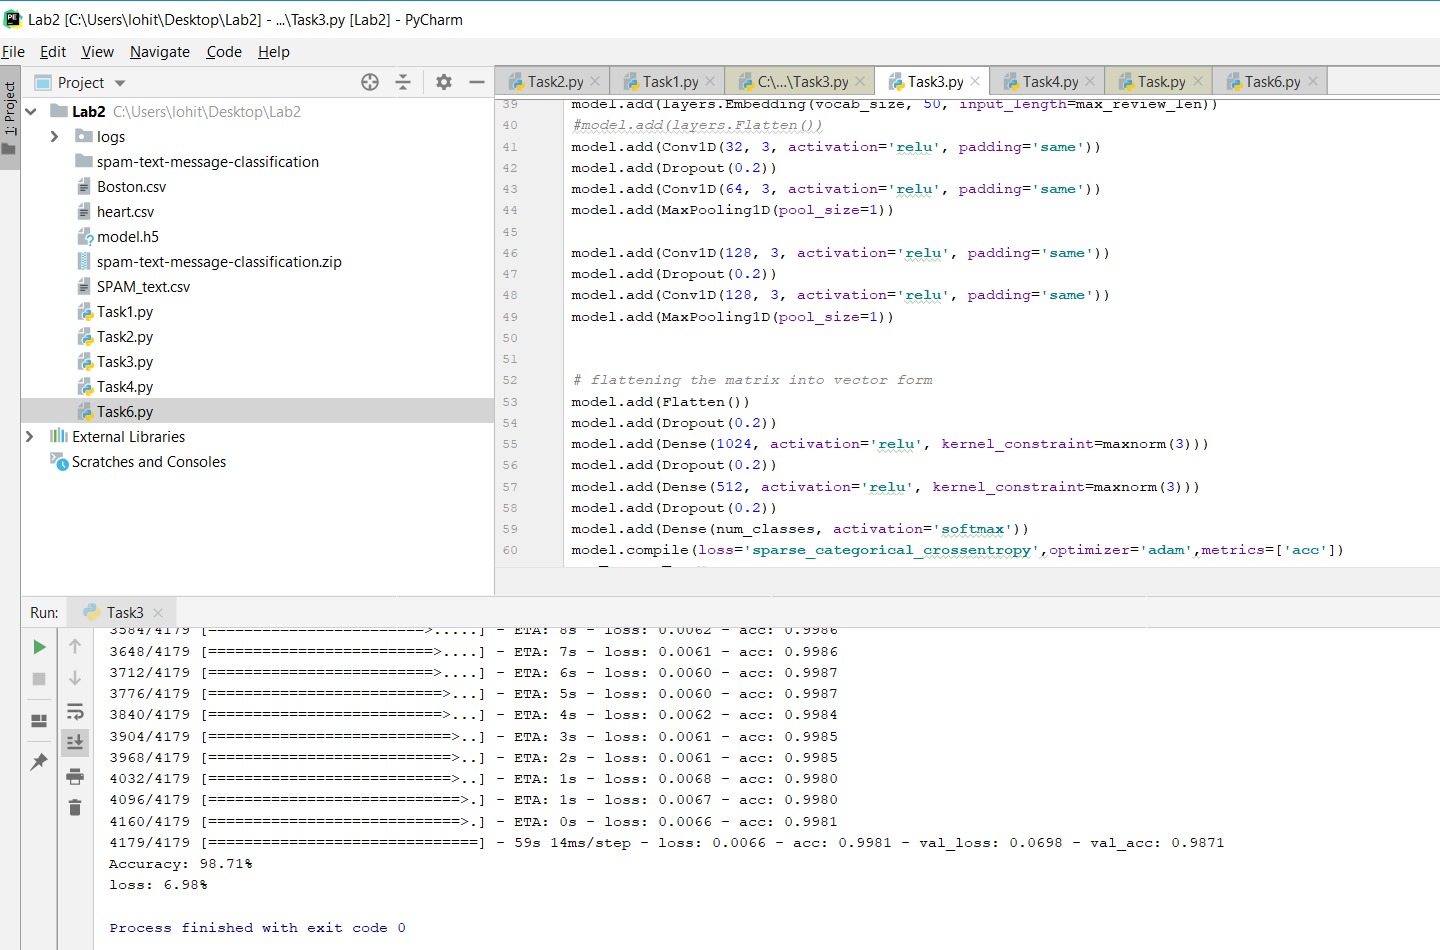 Lab2 [C:\Users\lohit\Desktop\Lab2] - ...\Task3.py [Lab2] - PyCharm
File Edit View Navigate Code Help
1: Project
Project
Lab2 C:\Users\lohit\Desktop\Lab2
logs
spam-text-message-classification
Boston.csv
heart.csv
model.h5
spam-text-message-classification.zip
SPAM_text.csv
Task1.py
Task2.py
Task3.py
Task4.py
Task6.py
External Libraries
Scratches and Consoles
Task2.py Task1.py C:\...\Task3.py Task3.py Task4.py Task.py Task6.py
39 model.add(layers.Embedding(vocab_size, 50, input_length=max_review_len))
40 #model.add(layers.Flatten())
41 model.add(Conv1D(32, 3, activation='relu', padding='same'))
42 model.add(Dropout(0.2))
43 model.add(Conv1D(64, 3, activation='relu', padding='same'))
44 model.add(MaxPooling1D(pool_size=1))
45
46 model.add(Conv1D(128, 3, activation='relu', padding='same'))
47 model.add(Dropout(0.2))
48 model.add(Conv1D(128, 3, activation='relu', padding='same'))
49 model.add(MaxPooling1D(pool_size=1))
50
51
52 # flattening the matrix into vector form
53 model.add(Flatten())
54 model.add(Dropout(0.2))
55 model.add(Dense(1024, activation='relu', kernel_constraint=maxnorm(3)))
56 model.add(Dropout(0.2))
57 model.add(Dense(512, activation='relu', kernel_constraint=maxnorm(3)))
58 model.add(Dropout(0.2))
59 model.add(Dense(num_classes, activation='softmax'))
60 model.compile(loss='sparse_categorical_crossentropy',optimizer='adam',metrics=['acc'])
Run: Task3
3584/4179 [========================>.....] - ETA: 8s - loss: 0.0062 - acc: 0.9986
3648/4179 [=========================>....] - ETA: 7s - loss: 0.0061 - acc: 0.9986
3712/4179 [=========================>....] - ETA: 6s - loss: 0.0060 - acc: 0.9987
3776/4179 [==========================>...] - ETA: 5s - loss: 0.0060 - acc: 0.9987
3840/4179 [==========================>...] - ETA: 4s - loss: 0.0062 - acc: 0.9984
3904/4179 [===========================>..] - ETA: 3s - loss: 0.0061 - acc: 0.9985
3968/4179 [===========================>..] - ETA: 2s - loss: 0.0061 - acc: 0.9985
4032/4179 [===========================>..] - ETA: 1s - loss: 0.0068 - acc: 0.9980
4096/4179 [============================>.] - ETA: 1s - loss: 0.0067 - acc: 0.9980
4160/4179 [============================>.] - ETA: 0s - loss: 0.0066 - acc: 0.9981
4179/4179 [==============================] - 59s 14ms/step - loss: 0.0066 - acc: 0.9981 - val_loss: 0.0698 - val_acc: 0.9871
Accuracy: 98.71%
loss: 6.98%
Process finished with exit code 0